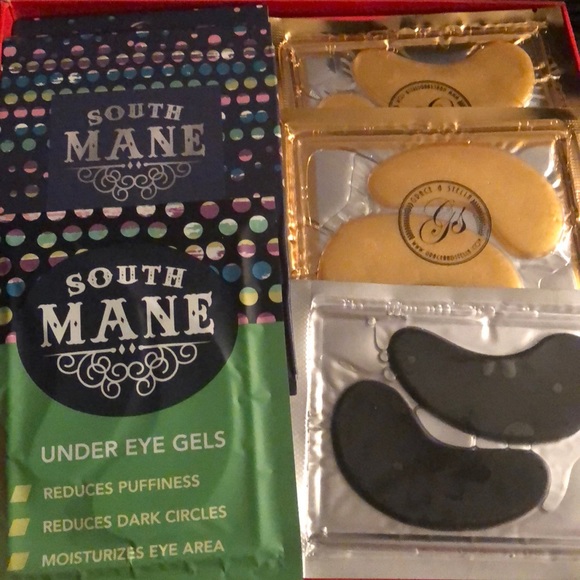 SOUTH
MANE
SOUTH
MANE
UNDER EYE GELS
REDUCES PUFFINESS
REDUCES DARK CIRCLES
MOISTURIZES EYE AREA
GS